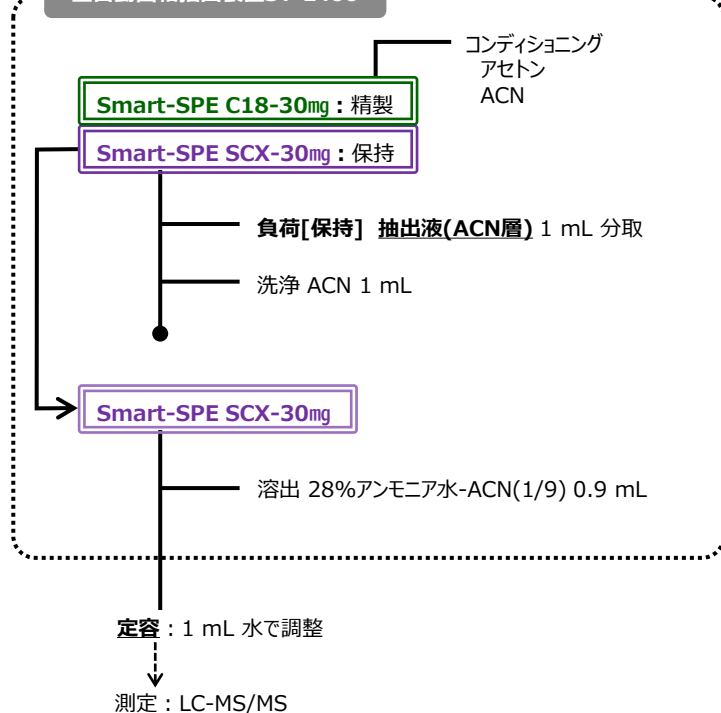 コンディショニング
アセトン
ACN
Smart-SPE C18-30㎎：精製
Smart-SPE SCX-30㎎：保持
負荷[保持] 抽出液(ACN層) 1 mL 分取
洗浄 ACN 1 mL
Smart-SPE SCX-30㎎
溶出 28%アンモニア水-ACN(1/9) 0.9 mL
定容：1 mL 水で調整
測定：LC-MS/MS